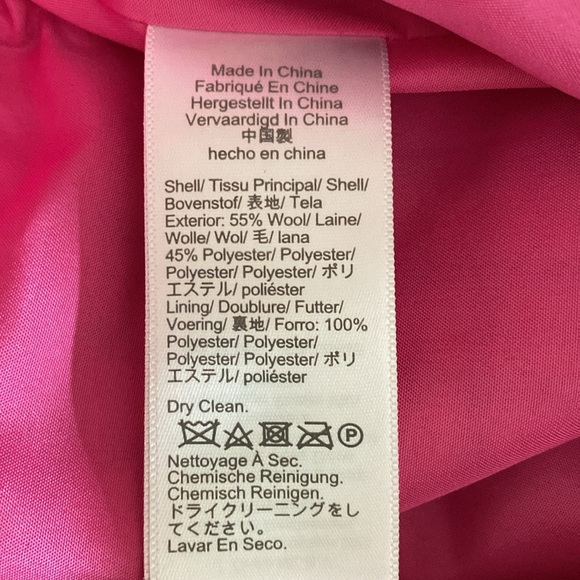 Made In China
Fabriqué En Chine
Hergestellt In China
Vervaardigd In China
中国製
hecho en china
Shell/ Tissu Principal/ Shell/
Bovenstof/ 表地/ Tela
Exterior: 55% Wool/ Laine/
Wolle/ Wol/ 毛/ lana
45% Polyester/ Polyester/
Polyester/ Polyester/ ポリ
エステル/ poliéster
Lining/ Doublure/ Futter/
Voering/ 裏地/ Forro: 100%
Polyester/ Polyester/
Polyester/ Polyester/ ポリ
エステル/ poliéster
Dry Clean.
P
Nettoyage À Sec.
Chemische Reinigung.
Chemisch Reinigen.
ドライクリーニングをし
てください。
Lavar En Seco.